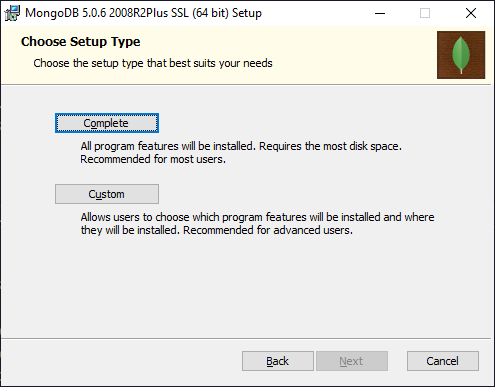 MongoDB 5.0.6 2008R2Plus SSL (64 bit) Setup
Choose Setup Type
Choose the setup type that best suits your needs
Complete
All program features will be installed. Requires the most disk space.
Recommended for most users.
Custom
Allows users to choose which program features will be installed and where
they will be installed. Recommended for advanced users.
Back Next Cancel